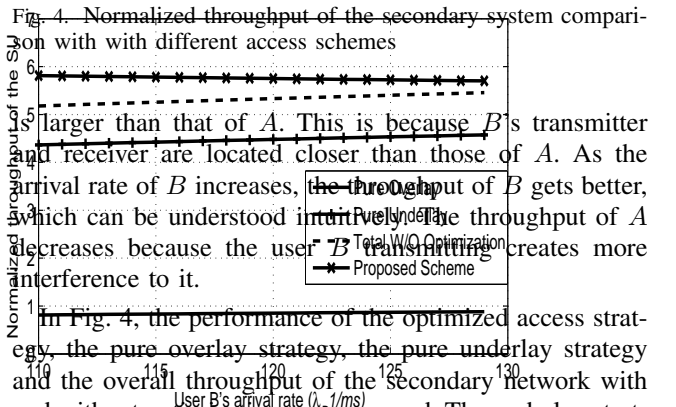 Fig. 4. Normalized throughput of the secondary system compari-
son with with different access schemes
is larger than that of A. This is because B's transmitter
and receiver are located closer than those of A. As the
arrival rate of B increases, the throughput of B gets better,
which can be understood intuitively. The throughput of A
decreases because the user B transmitting creates more
interference to it.
In Fig. 4, the performance of the optimized access strat-
egy, the pure overlay strategy, the pure underlay strategy
and the overall throughput of the secondary network with
Normalized throughput of the SU
7
6
5
4
3
2
1
110
115
120
125
130
User B's arrival rate (λ, 1/ms)
Pure Overlay
Pure Underlay
Total W/O Optimization
Proposed Scheme